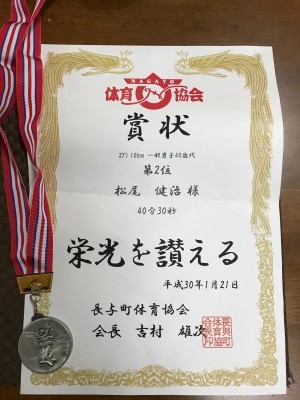 NAGAYO
体育 協会
賞状
27) 10km 一般男子40歳代
第2位
松尾 健治 様
40分30秒
栄光を讃える
平成30年1月21日
長与町体育協会
会長 吉村 雄次